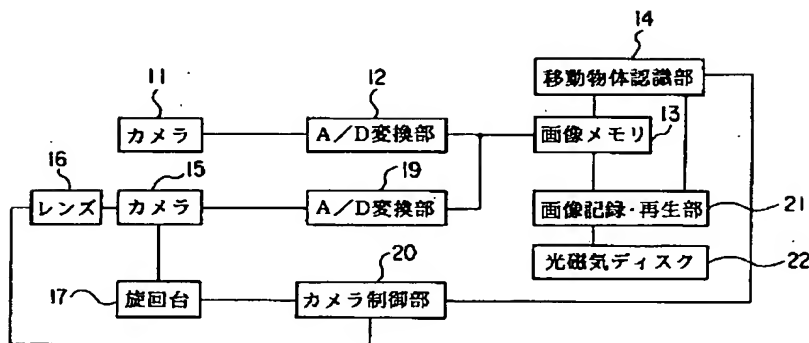 14
移動物体認識部
11
12
13
カメラ
A/D変換部
画像メモリ
16
15
19
レンズ
カメラ
A/D変換部
画像記録・再生部
21
20
光磁気ディスク
22
17
旋回台
カメラ制御部